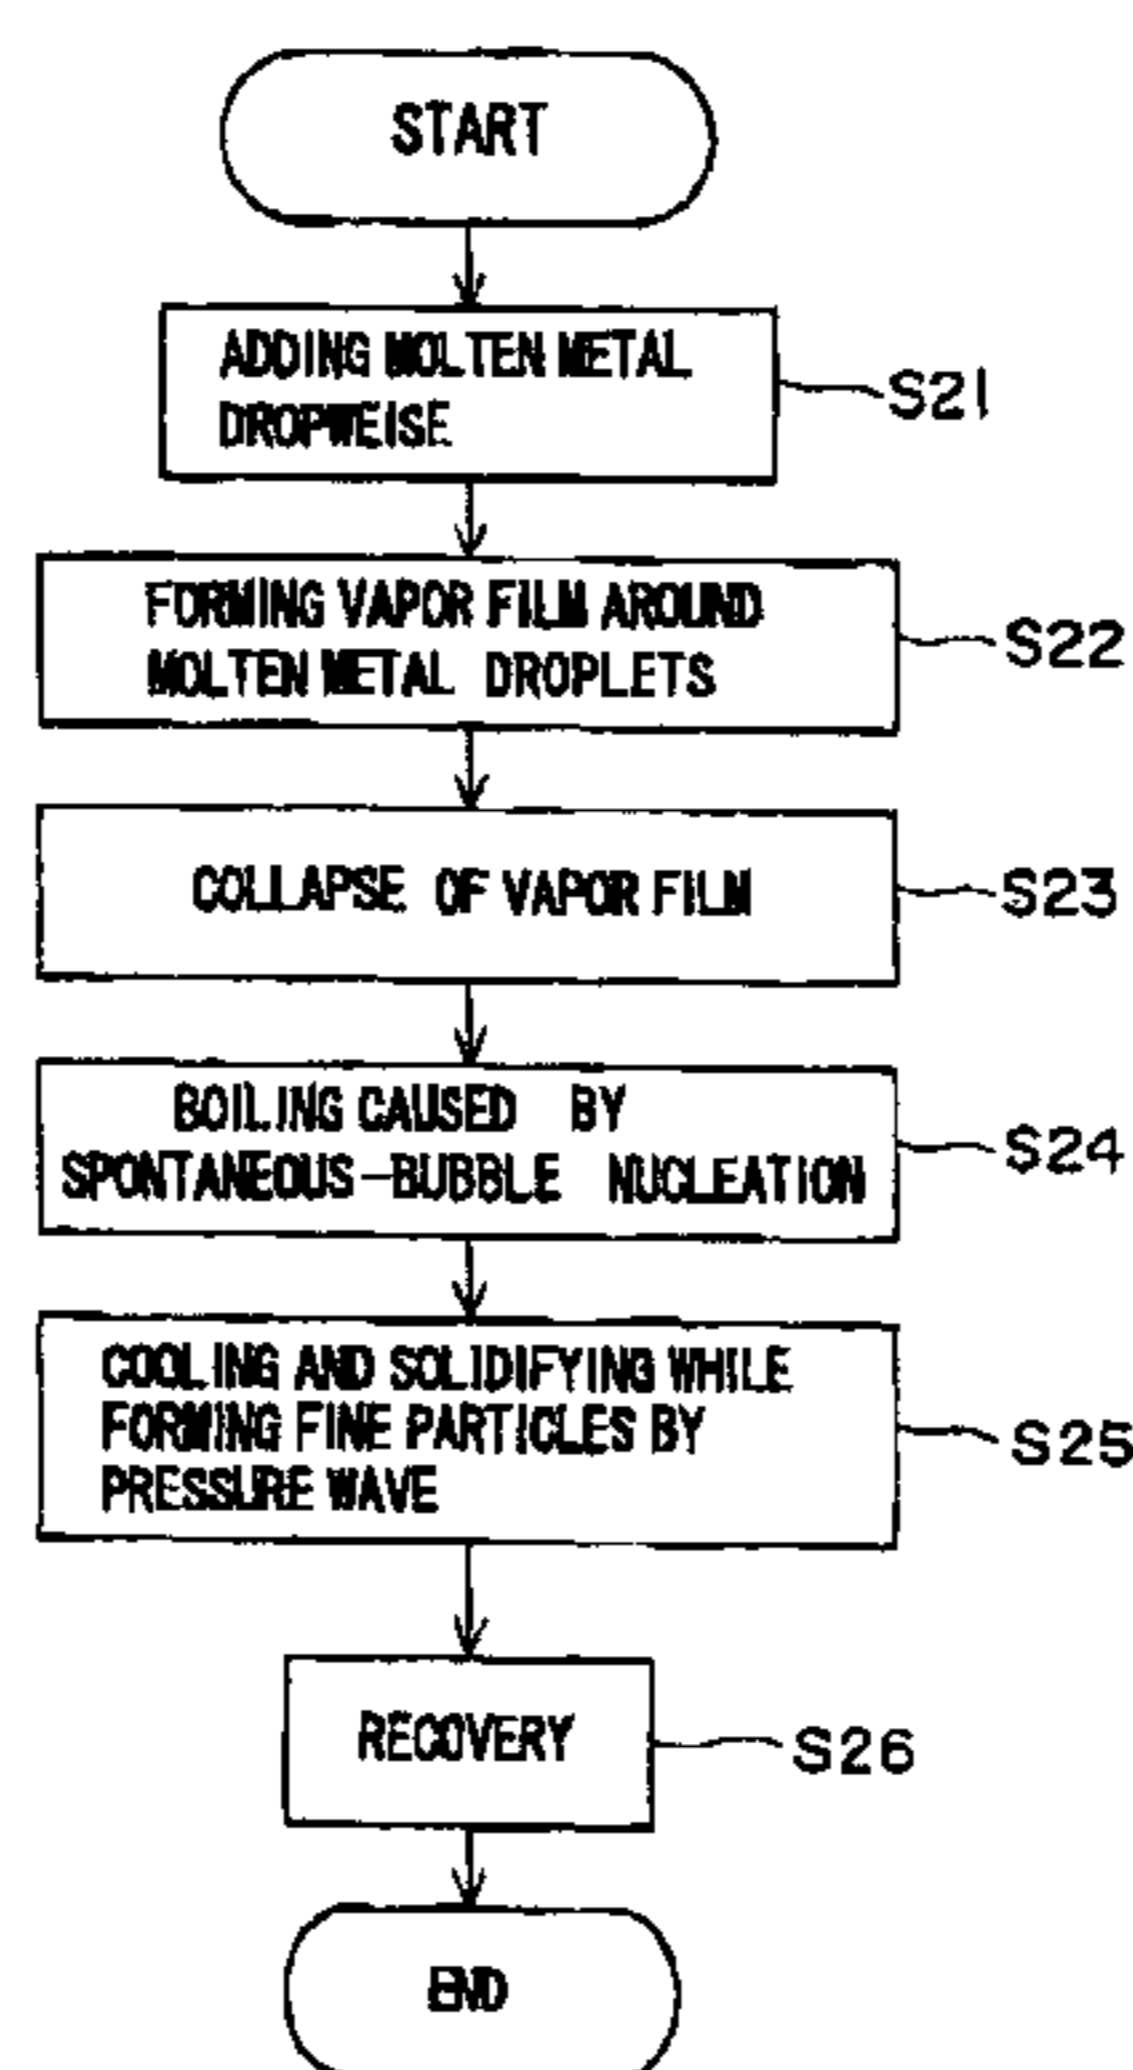 START
ADDING MOLTEN METAL
DROPWEISE
S21
FORMING VAPOR FILM AROUND
MOLTEN METAL DROPLETS
S22
COLLAPSE OF VAPOR FILM
S23
BOILING CAUSED BY
SPONTANEOUS-BUBBLE NUCLEATION
S24
COOLING AND SOLIDIFYING WHILE
FORMING FINE PARTICLES BY
PRESSURE WAVE
S25
RECOVERY
S26
END